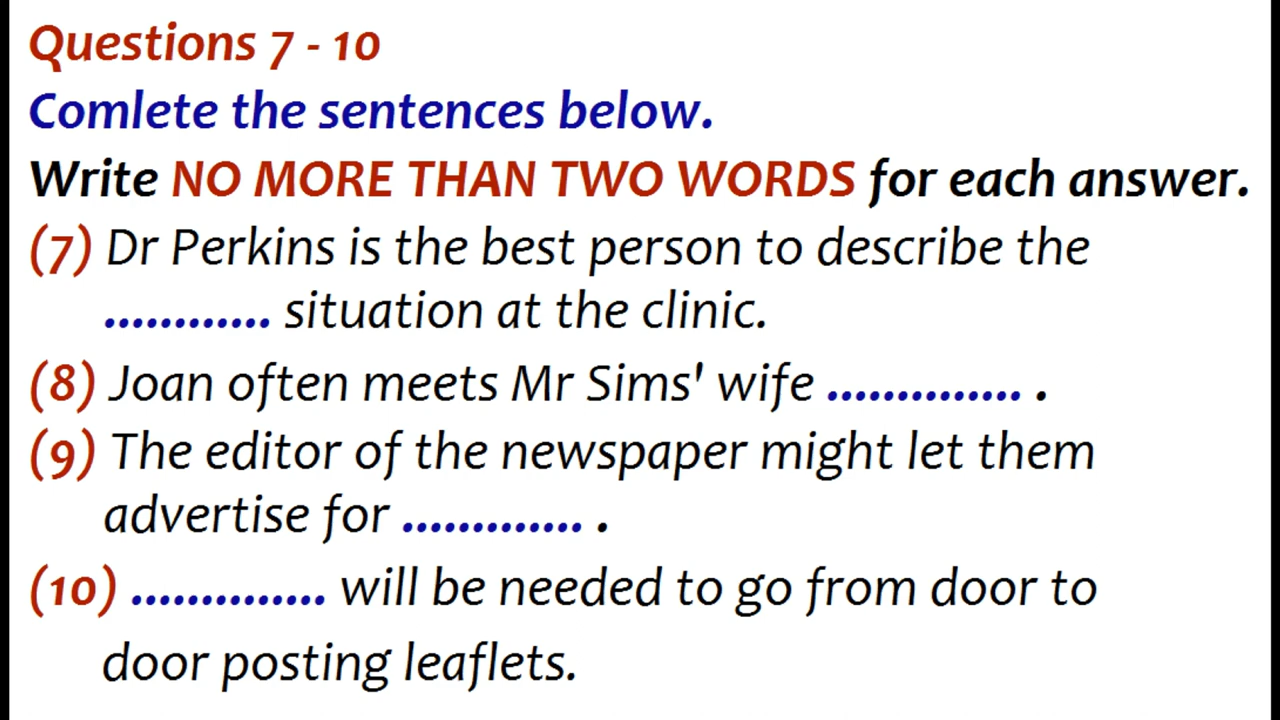 Questions 7 - 10
Comlete the sentences below.
Write NO MORE THAN TWO WORDS for each answer.
(7) Dr Perkins is the best person to describe the
............ situation at the clinic.
(8) Joan often meets Mr Sims' wife .............. .
(9) The editor of the newspaper might let them
advertise for ............. .
(10) .............. will be needed to go from door to
door posting leaflets.